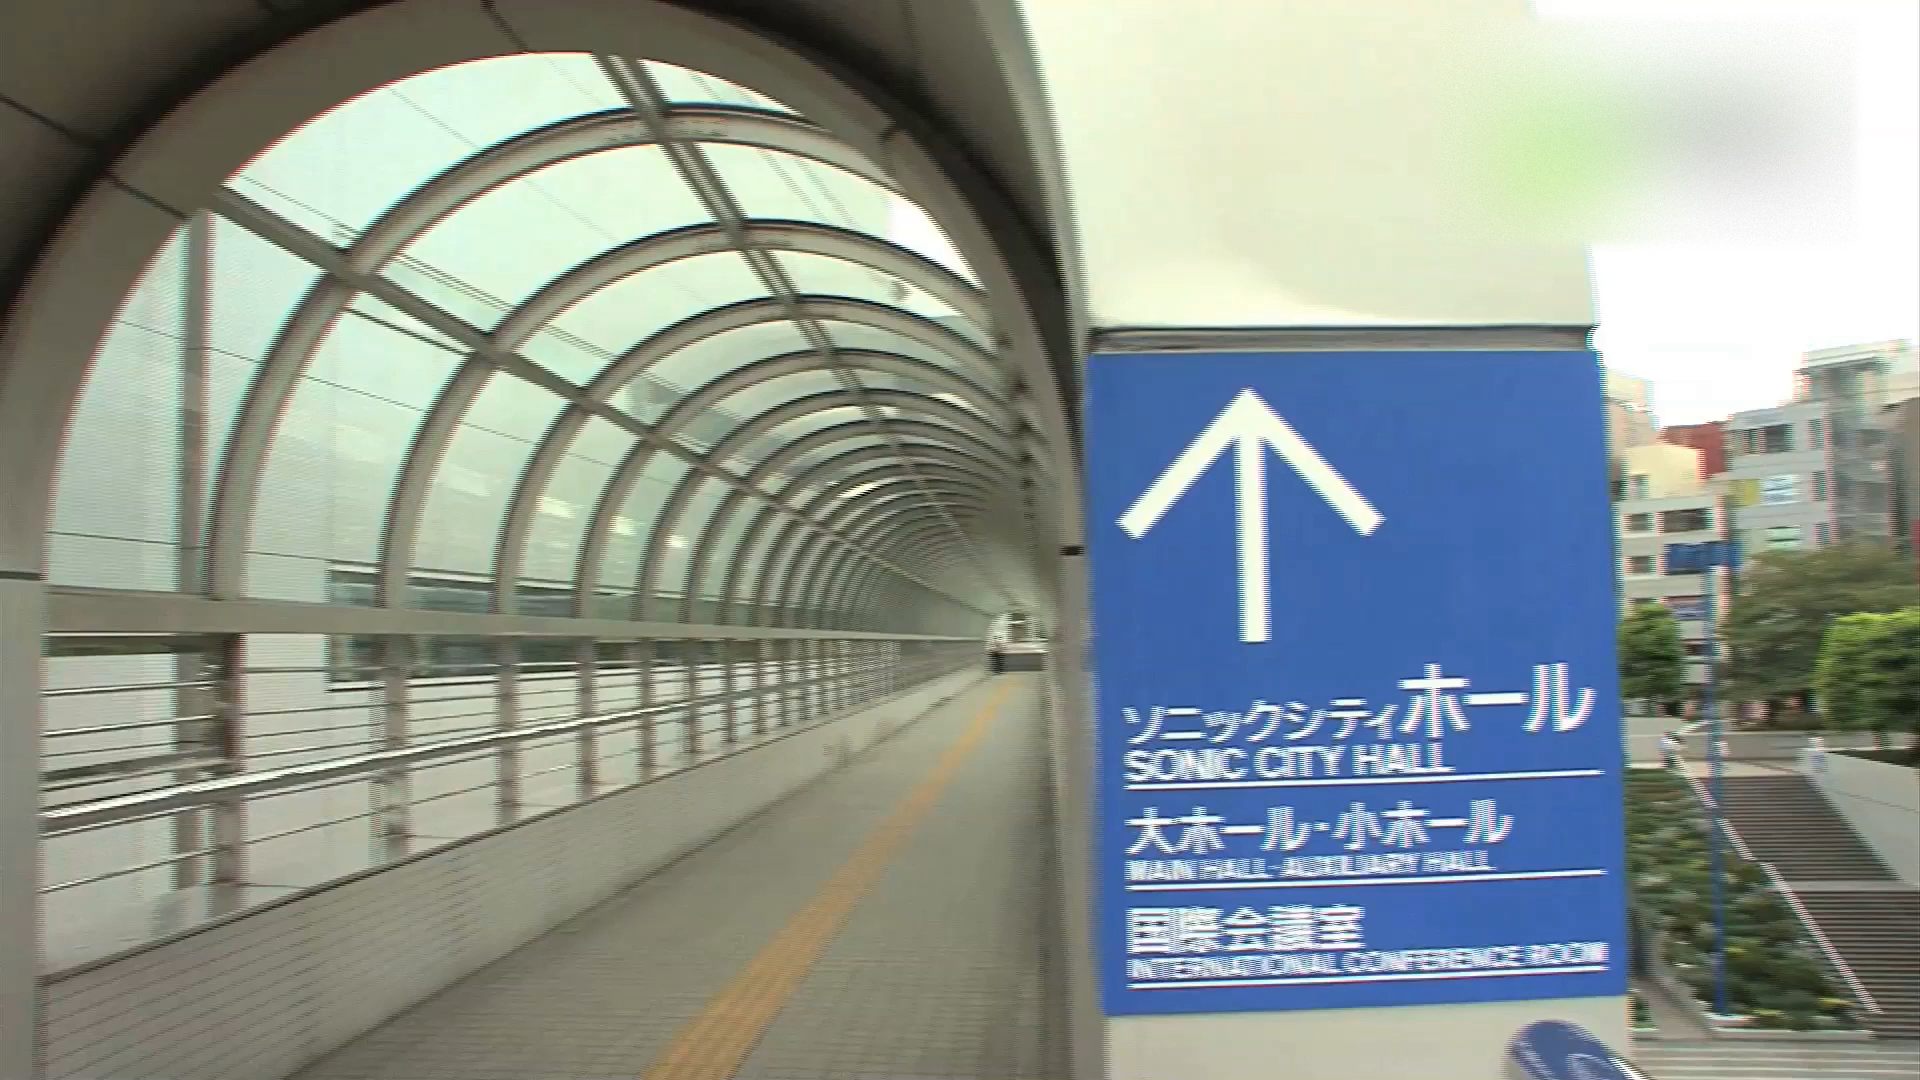 ソニックシティホール
SONIC CITY HALL
大ホール・小ホール
MAIN HALL・AUXILIARY HALL
国際会議室
INTERNATIONAL CONFERENCE ROOM